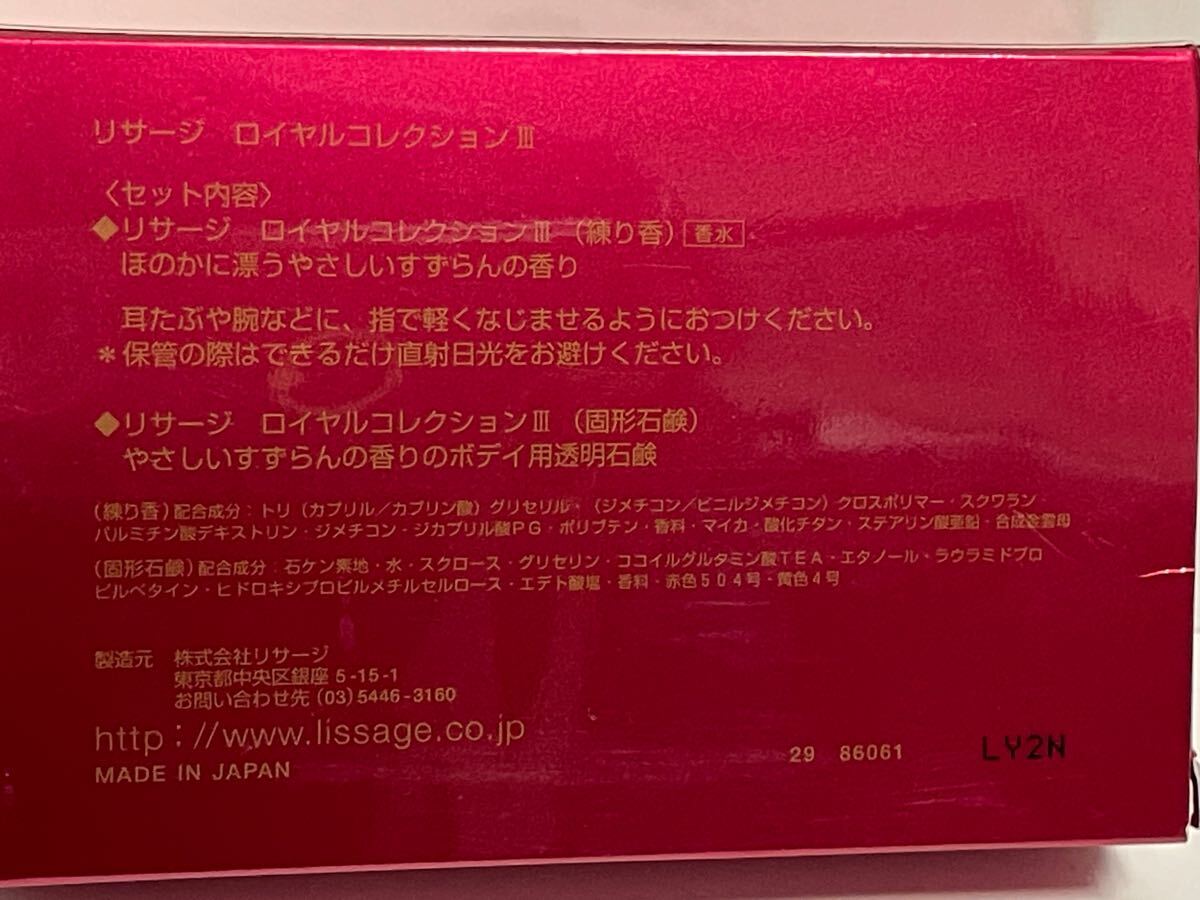 リサージ ロイヤルコレクションⅢ
〈セット内容〉
◆リサージ ロイヤルコレクションⅢ（練り香）香水
ほのかに漂うやさしいすずらんの香り
耳たぶや腕などに、指で軽くなじませるようにおつけください。
＊保管の際はできるだけ直射日光をお避けください。
◆リサージ ロイヤルコレクションⅢ（固形石鹸）
やさしいすずらんの香りのボデイ用透明石鹸
（練り香）配合成分：トリ（カプリル／カプリン酸）グリセリル・（ジメチコン／ビニルジメチコン）クロスポリマー・スクワラン・
パルミチン酸デキストリン・ジメチコン・ジカプリル酸ＰＧ・ポリブテン・香料・マイカ・酸化チタン・ステアリン酸亜鉛・合成金雲母
（固形石鹸）配合成分：石ケン素地・水・スクロース・グリセリン・ココイルグルタミン酸ＴＥＡ・エタノール・ラウラミドプロ
ピルベタイン・ヒドロキシプロピルメチルセルロース・エデト酸塩・香料・赤色５０４号・黄色４号
製造元 株式会社リサージ
東京都中央区銀座 5-15-1
お問い合わせ先 (03) 5446-3160
http://www.lissage.co.jp
MADE IN JAPAN
29 86061
LY2N